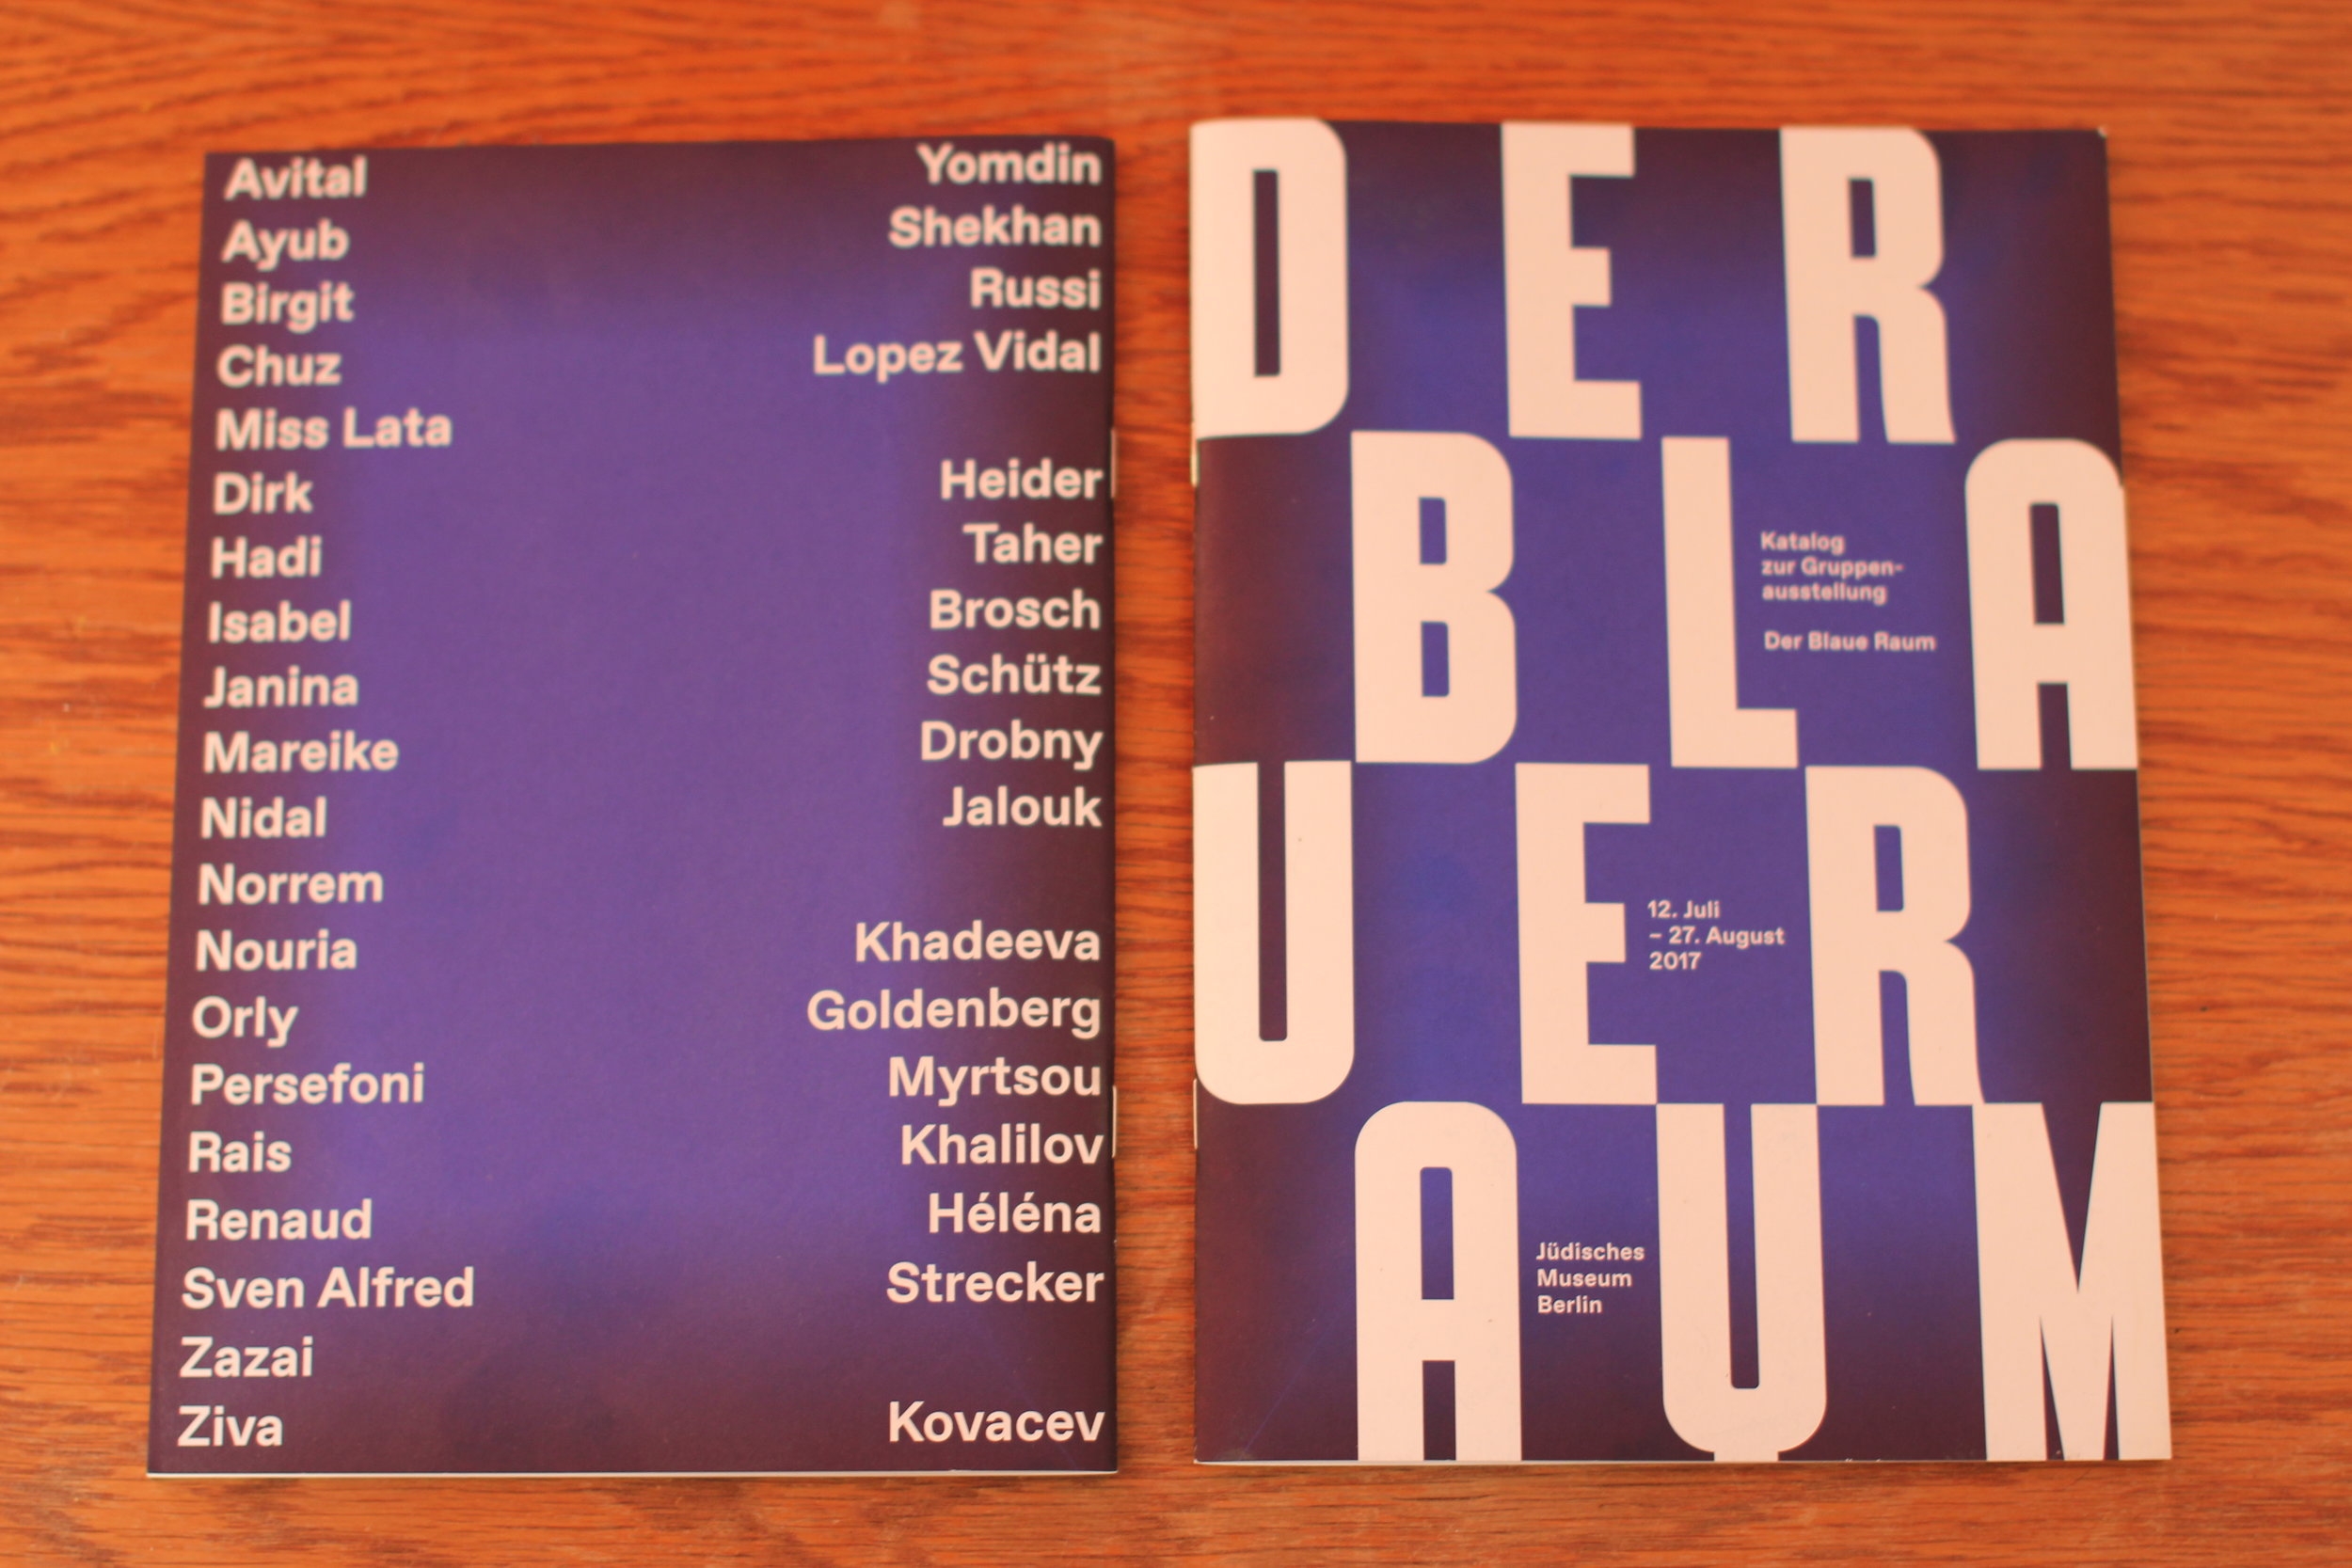 Avital Yomdin
Ayub Shekhan
Birgit Russi
Chuz Lopez Vidal
Miss Lata
Dirk Heider
Hadi Taher
Isabel Brosch
Janina Schütz
Mareike Drobny
Nidal Jalouk
Norrem
Nouria Khadeeva
Orly Goldenberg
Persefoni Myrtsou
Rais Khalilov
Renaud Héléna
Sven Alfred Strecker
Zazai
Ziva Kovacev
DER
BLA
UER
AUM
Katalog
zur Gruppen-
ausstellung
Der Blaue Raum
12. Juli
– 27. August
2017
Jüdisches
Museum
Berlin